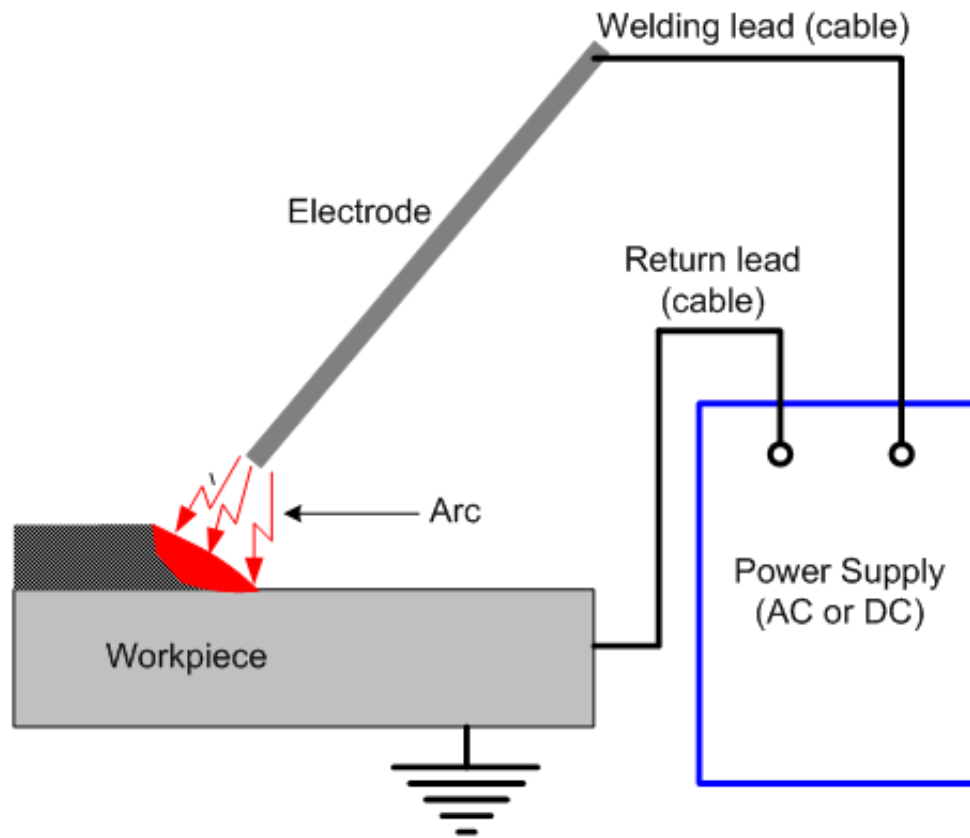 Welding lead (cable)
Electrode
Return lead
(cable)
Arc
Power Supply
(AC or DC)
Workpiece